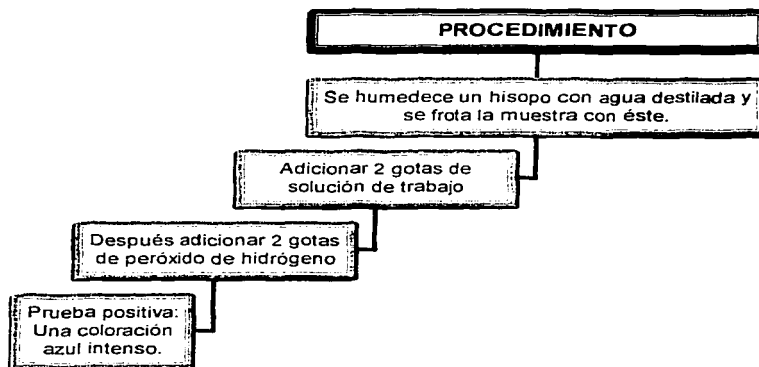 PROCEDIMIENTO
Se humedece un hisopo con agua destilada y
se frota la muestra con éste.
Adicionar 2 gotas de
solución de trabajo
Después adicionar 2 gotas
de peróxido de hidrógeno
Prueba positiva:
Una coloración
azul intenso.